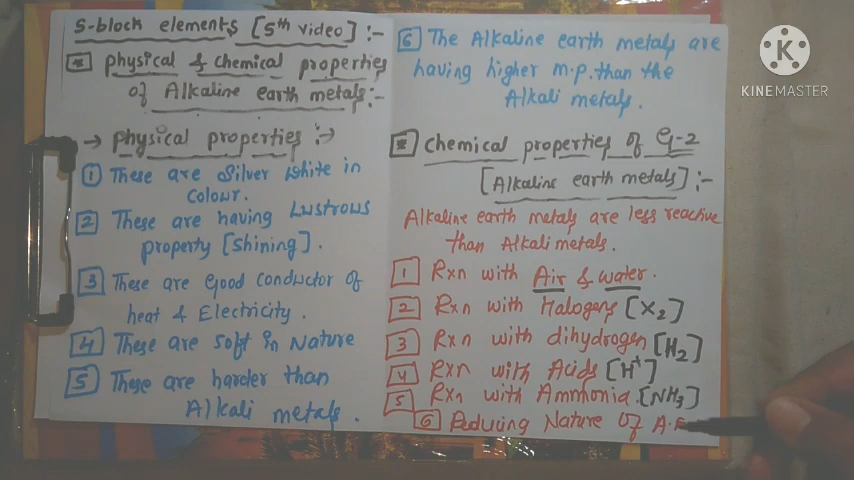 S-block elements [5th video] :-
* physical & chemical properties
of Alkaline earth metals:-
→ physical properties :→
1 These are Silver White in
colour.
2 These are having Lustrows
property [Shining].
3 These are Good conductor of
heat & Electricity.
4 These are soft in Nature
5 These are harder than
Alkali metals.
6 The Alkaline earth metals are
having higher m.p. than the
Alkali metals.
* Chemical properties of G-2
[Alkaline earth metals] :-
Alkaline earth metals are less reactive
than Alkali metals.
1 Rxn with Air & water.
2 Rxn with Halogens [X2]
3 Rxn with dihydrogen [H2]
4 Rxn with Acids [H+]
5 Rxn with Ammonia [NH3]
6 Reducing Nature of A.E
K
KINEMASTER